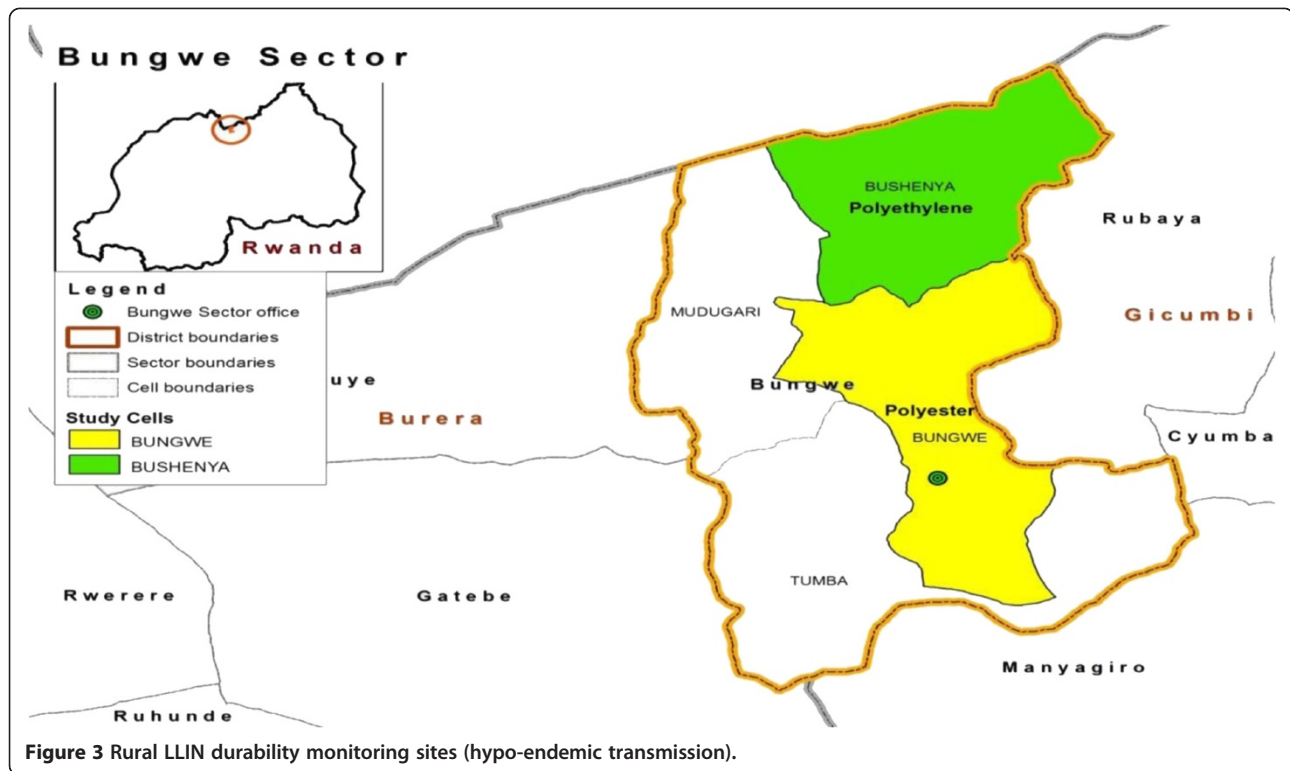 Bungwe Sector
Rwanda
Legend
Bungwe Sector office
District boundaries
Sector boundaries
Cell boundaries
Study Cells
BUNGWE
BUSHENYA
BUSHENYA
Polyethylene
Rubaya
MUDUGARI
Gicumbi
uye
Bungwe
Burera
Polyester
BUNGWE
Cyumba
TUMBA
Rwerere
Gatebe
Manyagiro
Ruhunde
Figure 3 Rural LLIN durability monitoring sites (hypo-endemic transmission).